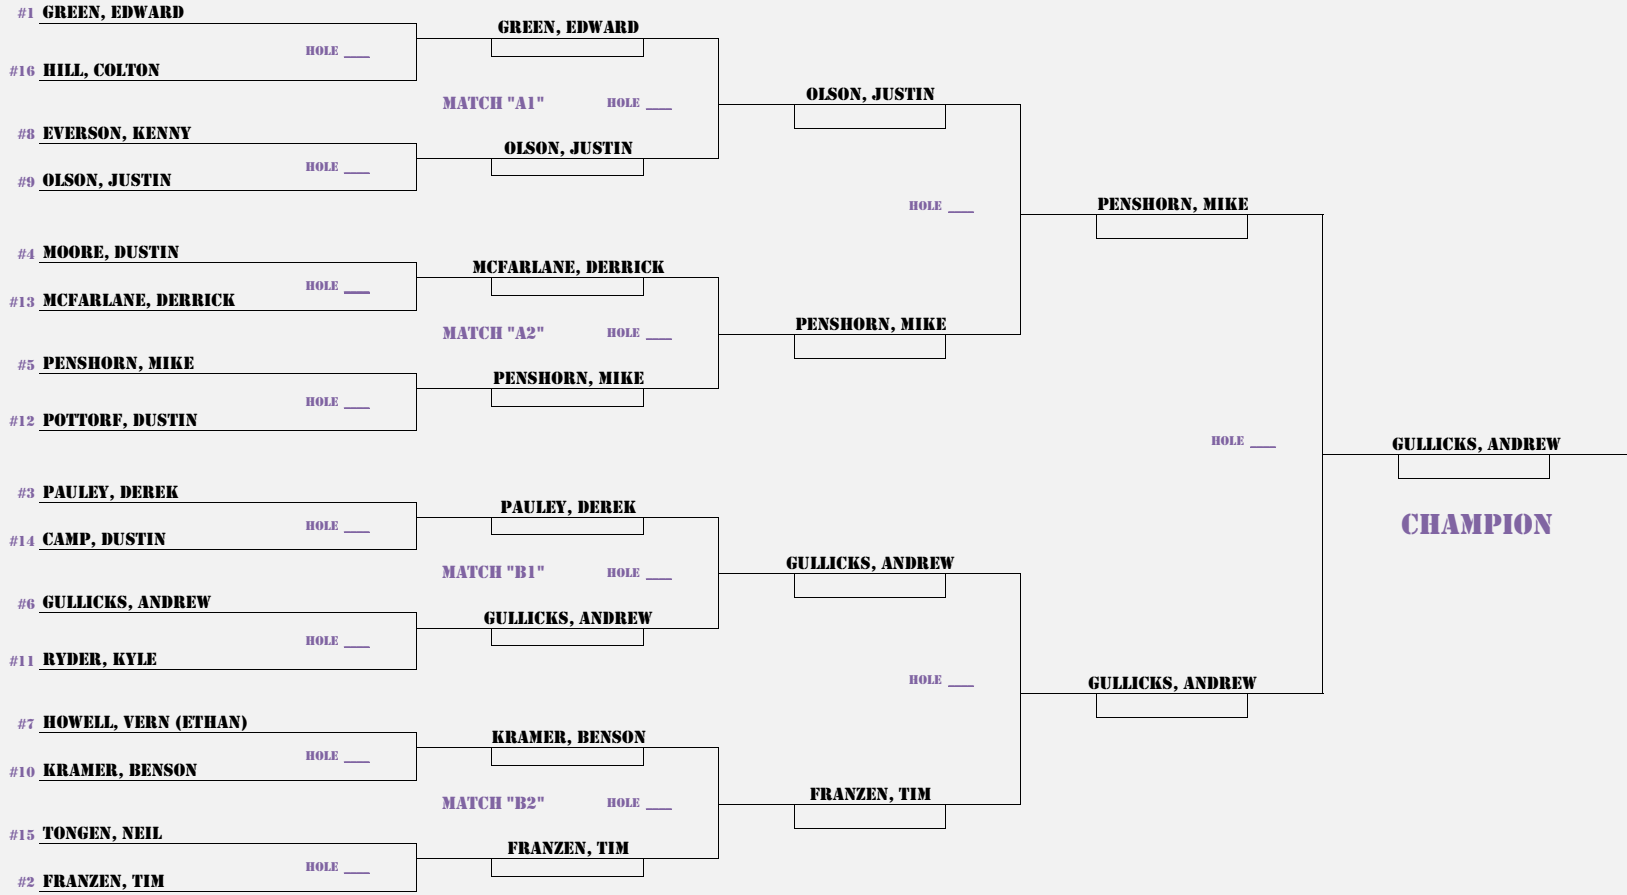 #1 GREEN, EDWARD
HOLE ___
#16 HILL, COLTON
#8 EVERSON, KENNY
HOLE ___
#9 OLSON, JUSTIN
#4 MOORE, DUSTIN
HOLE ___
#13 MCFARLANE, DERRICK
#5 PENSHORN, MIKE
HOLE ___
#12 POTTORF, DUSTIN
#3 PAULEY, DEREK
HOLE ___
#14 CAMP, DUSTIN
#6 GULLICKS, ANDREW
HOLE ___
#11 RYDER, KYLE
#7 HOWELL, VERN (ETHAN)
HOLE ___
#10 KRAMER, BENSON
#15 TONGEN, NEIL
HOLE ___
#2 FRANZEN, TIM
GREEN, EDWARD
MATCH "A1" HOLE ___
OLSON, JUSTIN
MCFARLANE, DERRICK
MATCH "A2" HOLE ___
PENSHORN, MIKE
PAULEY, DEREK
MATCH "B1" HOLE ___
GULLICKS, ANDREW
KRAMER, BENSON
MATCH "B2" HOLE ___
FRANZEN, TIM
OLSON, JUSTIN
HOLE ___
PENSHORN, MIKE
GULLICKS, ANDREW
HOLE ___
FRANZEN, TIM
PENSHORN, MIKE
HOLE ___
GULLICKS, ANDREW
GULLICKS, ANDREW
CHAMPION